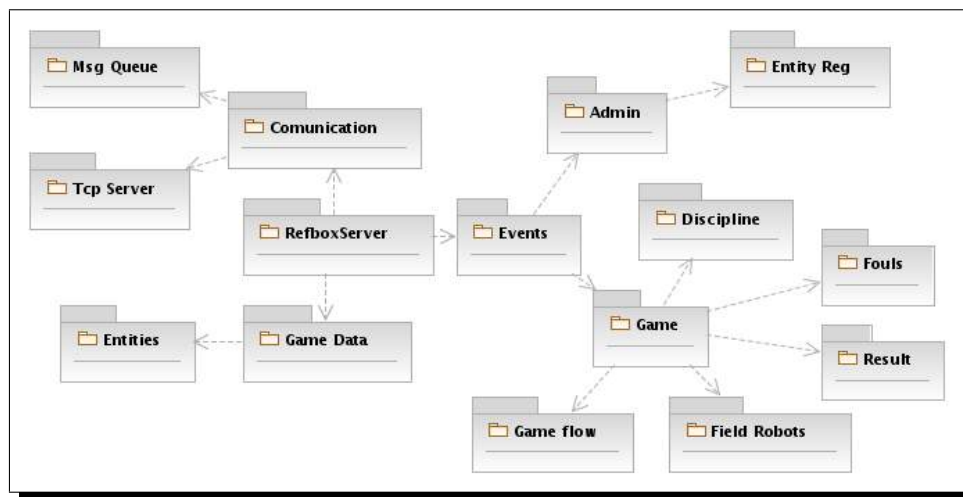 Msg Queue
Entity Reg
Admin
Comunication
Tcp Server
Discipline
RefboxServer
Events
Fouls
Game
Entities
Game Data
Result
Game flow
Field Robots